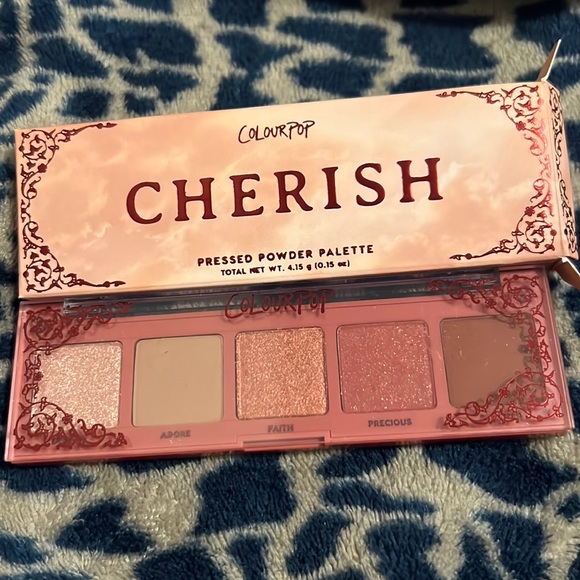 COLOURPOP
CHERISH
PRESSED POWDER PALETTE
TOTAL NET WT. 4.15 g (0.15 oz)
COLOURPOP
ADORE
FAITH
PRECIOUS